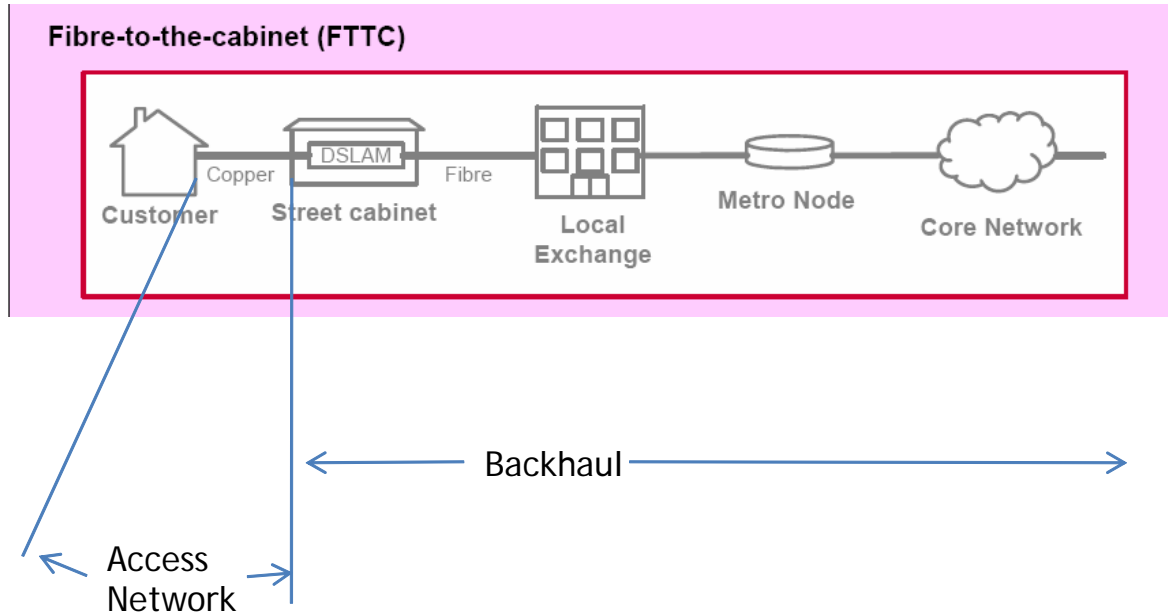 Fibre-to-the-cabinet (FTTC)
DSLAM
Copper
Fibre
Customer
Street cabinet
Metro Node
Local
Exchange
Core Network
Backhaul
Access
Network